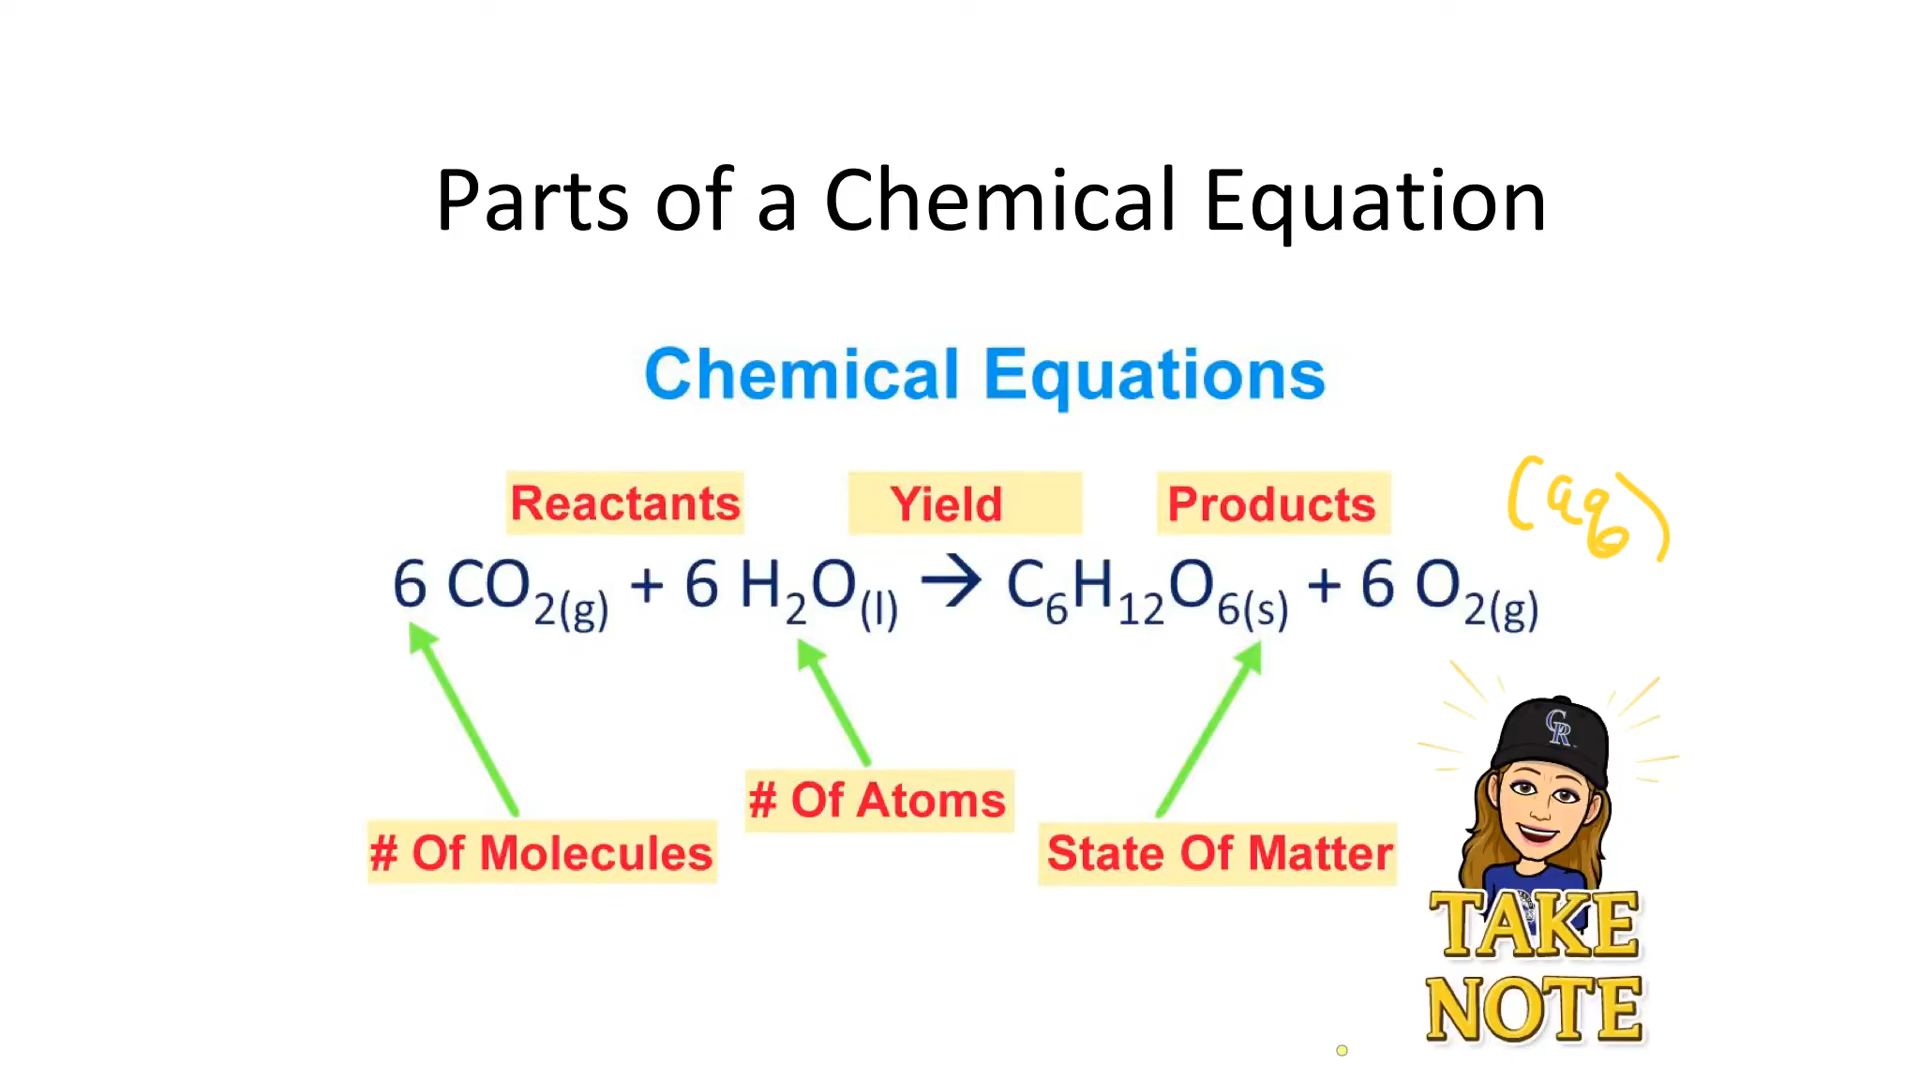 Parts of a Chemical Equation
Chemical Equations
Reactants Yield Products
(aq)
6 CO₂(g) + 6 H₂O(l) → C₆H₁₂O₆(s) + 6 O₂(g)
# Of Atoms
# Of Molecules
State Of Matter
CR
TAKE
NOTE